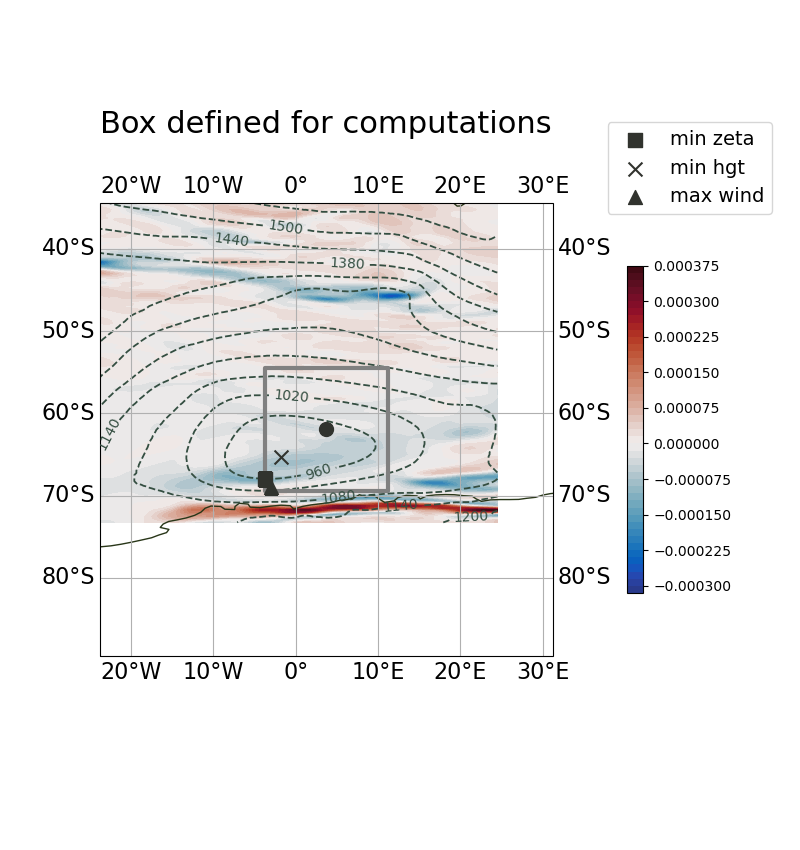 Box defined for computations
min zeta
min hgt
max wind
20°W 10°W 0° 10°E 20°E 30°E
1500
1440
40°S 40°S
1380
0.000375
0.000300
50°S 50°S
0.000225
0.000150
1020
60°S 60°S
0.000075
1140
0.000000
960
−0.000075
70°S 70°S
1080
1140
−0.000150
1200
−0.000225
80°S 80°S
−0.000300
20°W 10°W 0° 10°E 20°E 30°E